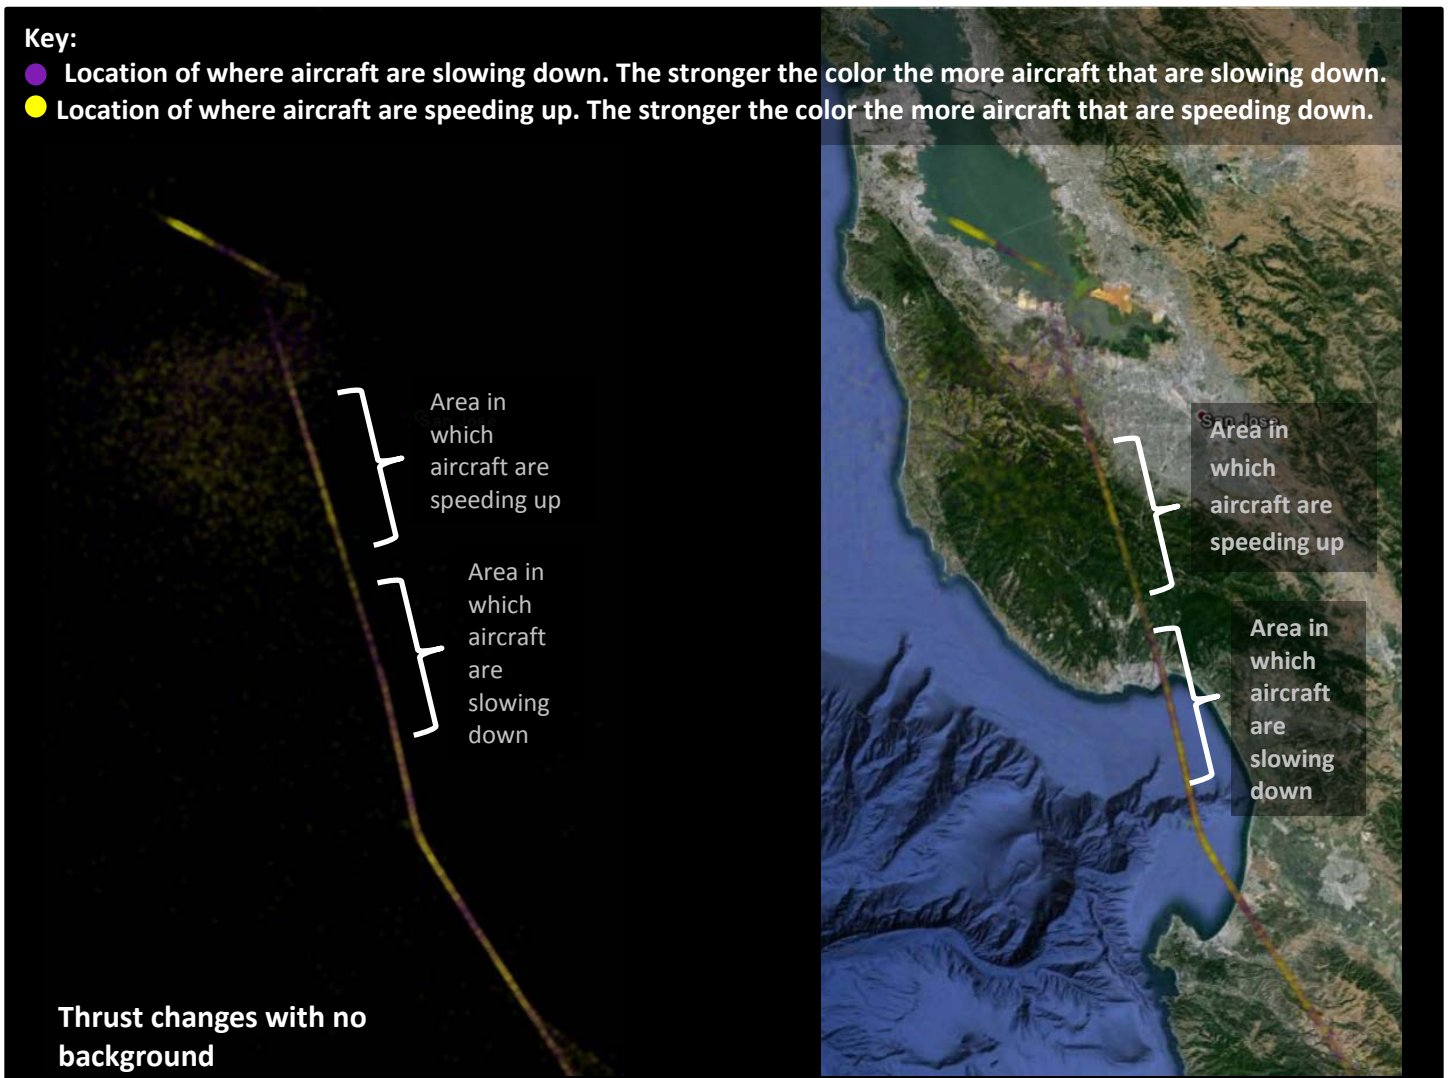 Key:
Location of where aircraft are slowing down. The stronger the color the more aircraft that are slowing down.
Location of where aircraft are speeding up. The stronger the color the more aircraft that are speeding down.
Area in
which
aircraft are
speeding up
Area in
which
aircraft
are
slowing
down
Thrust changes with no
background
San Jose
Area in
which
aircraft are
speeding up
Area in
which
aircraft
are
slowing
down